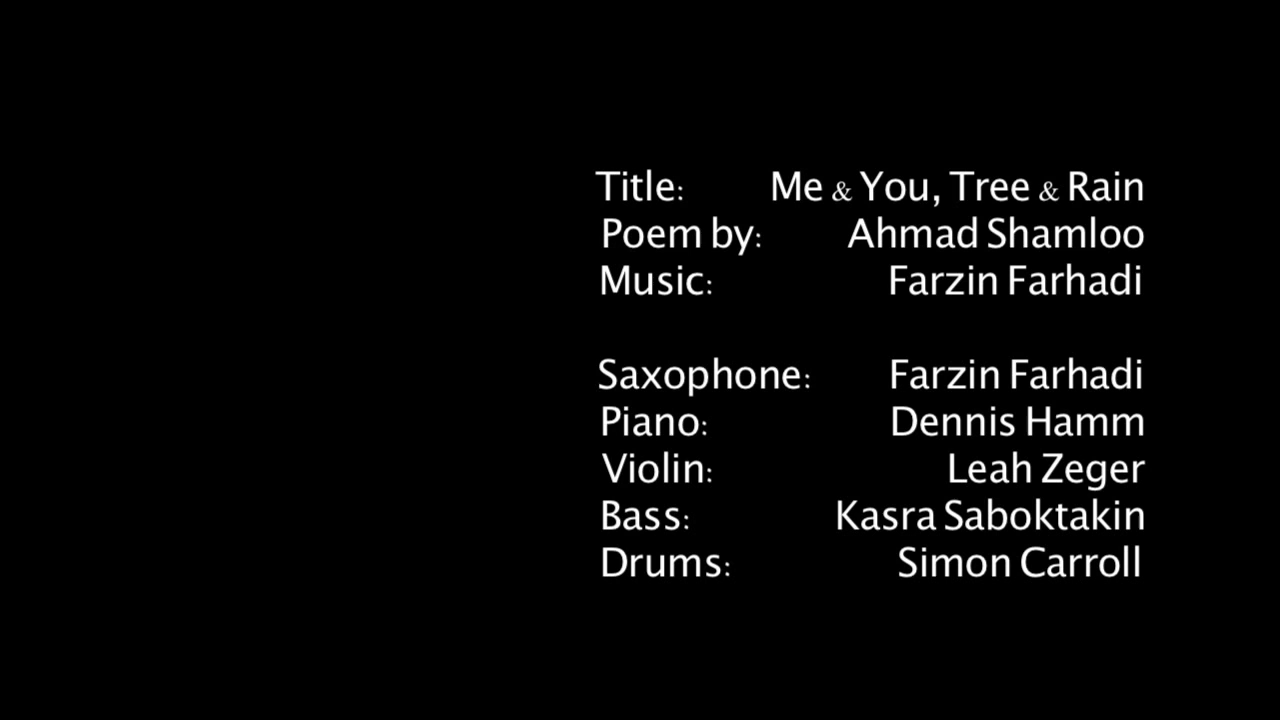 Title: Me & You, Tree & Rain
Poem by: Ahmad Shamloo
Music: Farzin Farhadi
Saxophone: Farzin Farhadi
Piano: Dennis Hamm
Violin: Leah Zeger
Bass: Kasra Saboktakin
Drums: Simon Carroll